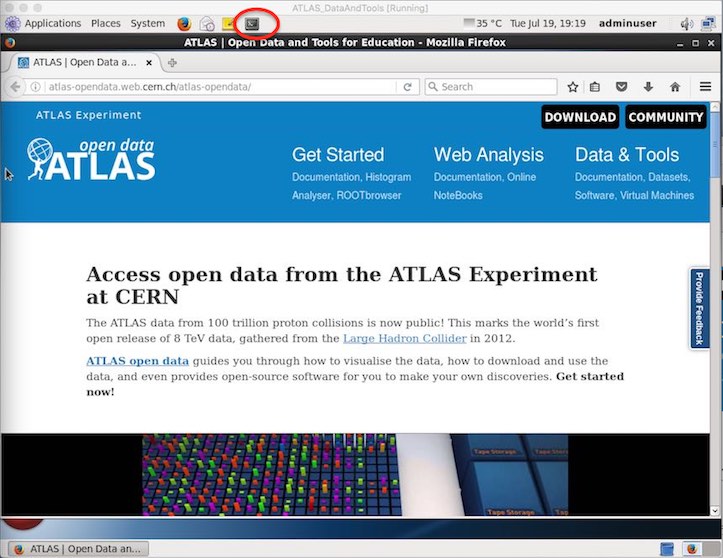 ATLAS_DataAndTools [Running]
Applications Places System 35 °C Tue Jul 19, 19:19 adminuser
ATLAS | Open Data and Tools for Education - Mozilla Firefox
ATLAS | Open Data a...
atlas-opendata.web.cern.ch/atlas-opendata/ Search
ATLAS Experiment DOWNLOAD COMMUNITY
open data
ATLAS
Get Started Web Analysis Data & Tools
Documentation, Histogram Documentation, Online Documentation, Datasets,
Analyser, ROOTbrowser NoteBooks Software, Virtual Machines
Access open data from the ATLAS Experiment
at CERN
The ATLAS data from 100 trillion proton collisions is now public! This marks the world's first
open release of 8 TeV data, gathered from the Large Hadron Collider in 2012.
ATLAS open data guides you through how to visualise the data, how to download and use the
data, and even provides open-source software for you to make your own discoveries. Get started
now!
Provide Feedback
Tape Storage Tape Storage
Tape Storage Tape Storage
ATLAS | Open Data an...